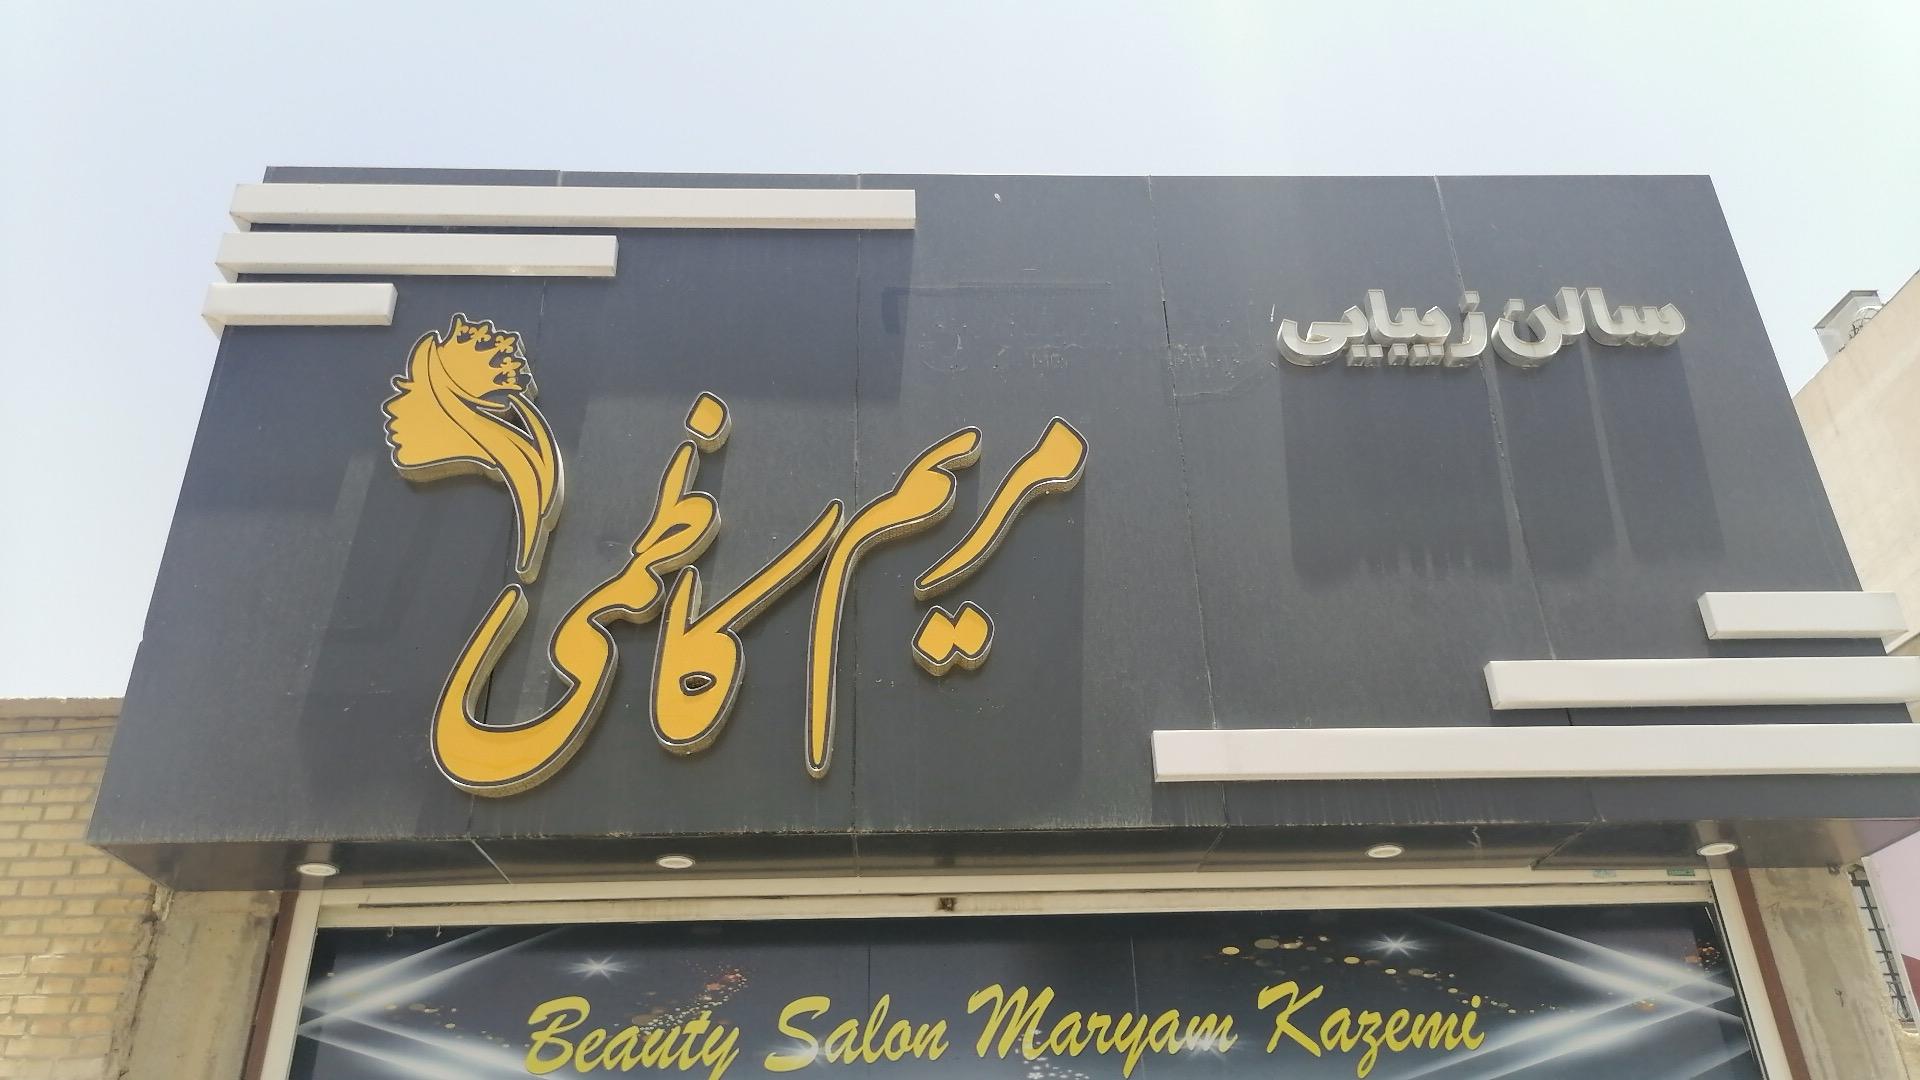 سالن زیبایی
مریم کاظمی
Beauty Salon Maryam Kazemi